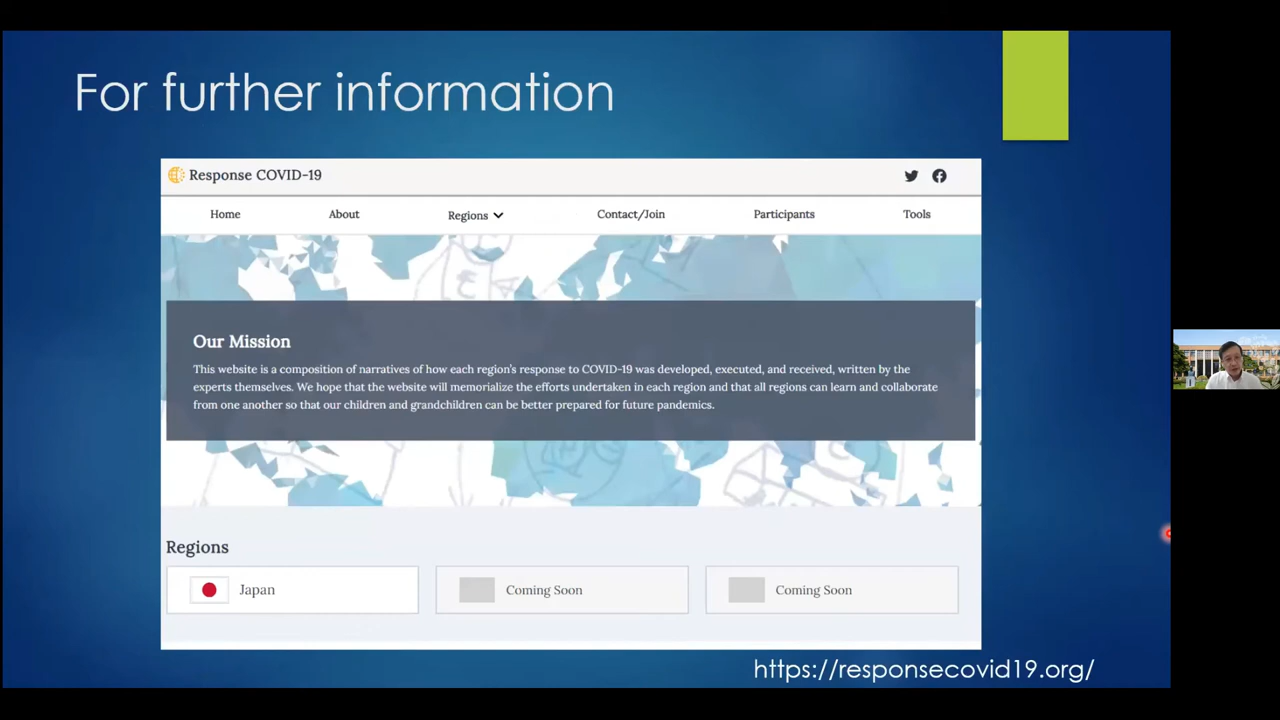 For further information
Response COVID-19
Home About Regions Contact/Join Participants Tools
Our Mission
This website is a composition of narratives of how each region's response to COVID-19 was developed, executed, and received, written by the
experts themselves. We hope that the website will memorialize the efforts undertaken in each region and that all regions can learn and collaborate
from one another so that our children and grandchildren can be better prepared for future pandemics.
Regions
Japan Coming Soon Coming Soon
https://responsecovid19.org/